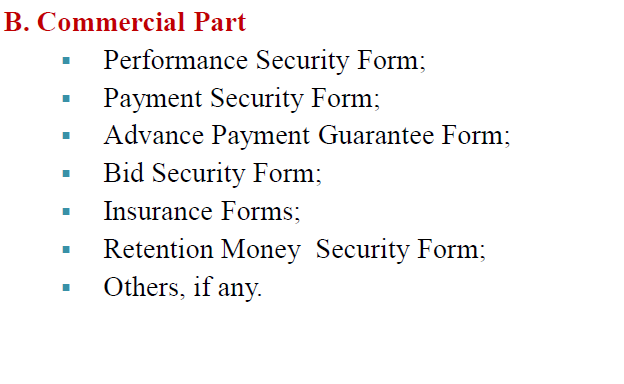 B. Commercial Part
▪ Performance Security Form;
▪ Payment Security Form;
▪ Advance Payment Guarantee Form;
▪ Bid Security Form;
▪ Insurance Forms;
▪ Retention Money  Security Form;
▪ Others, if any.